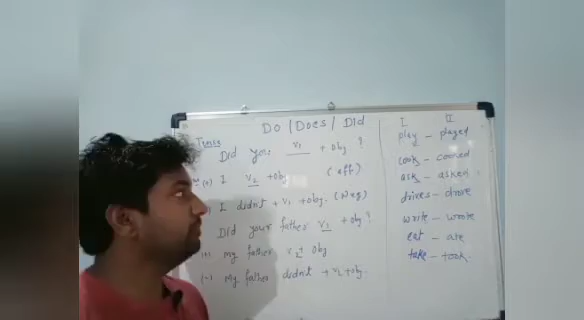 Do / Does / Did
Did you V1 + obj ?
I V2 + obj (aff)
I didn't + V1 + obj. (Neg)
Did your father V1 + obj ?
(+) My father V2 + obj
(-) My father didn't + V1 + obj.
I II
play - played
cook - cooked
ask - asked
drives - drove
write - wrote
eat - ate
take - took